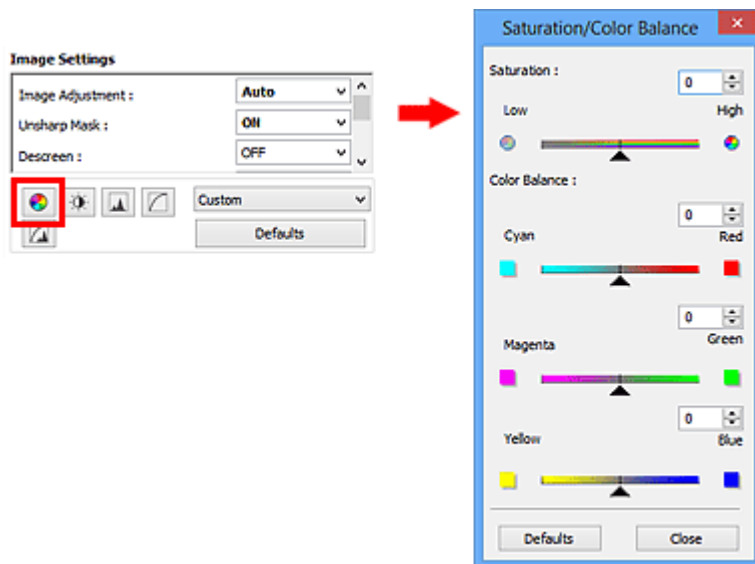 Image Settings
Image Adjustment :
Auto
Unsharp Mask :
ON
Descreen :
OFF
Custom
Defaults
Saturation/Color Balance
Saturation :
0
Low
High
Color Balance :
0
Cyan
Red
0
Magenta
Green
0
Yellow
Blue
Defaults
Close